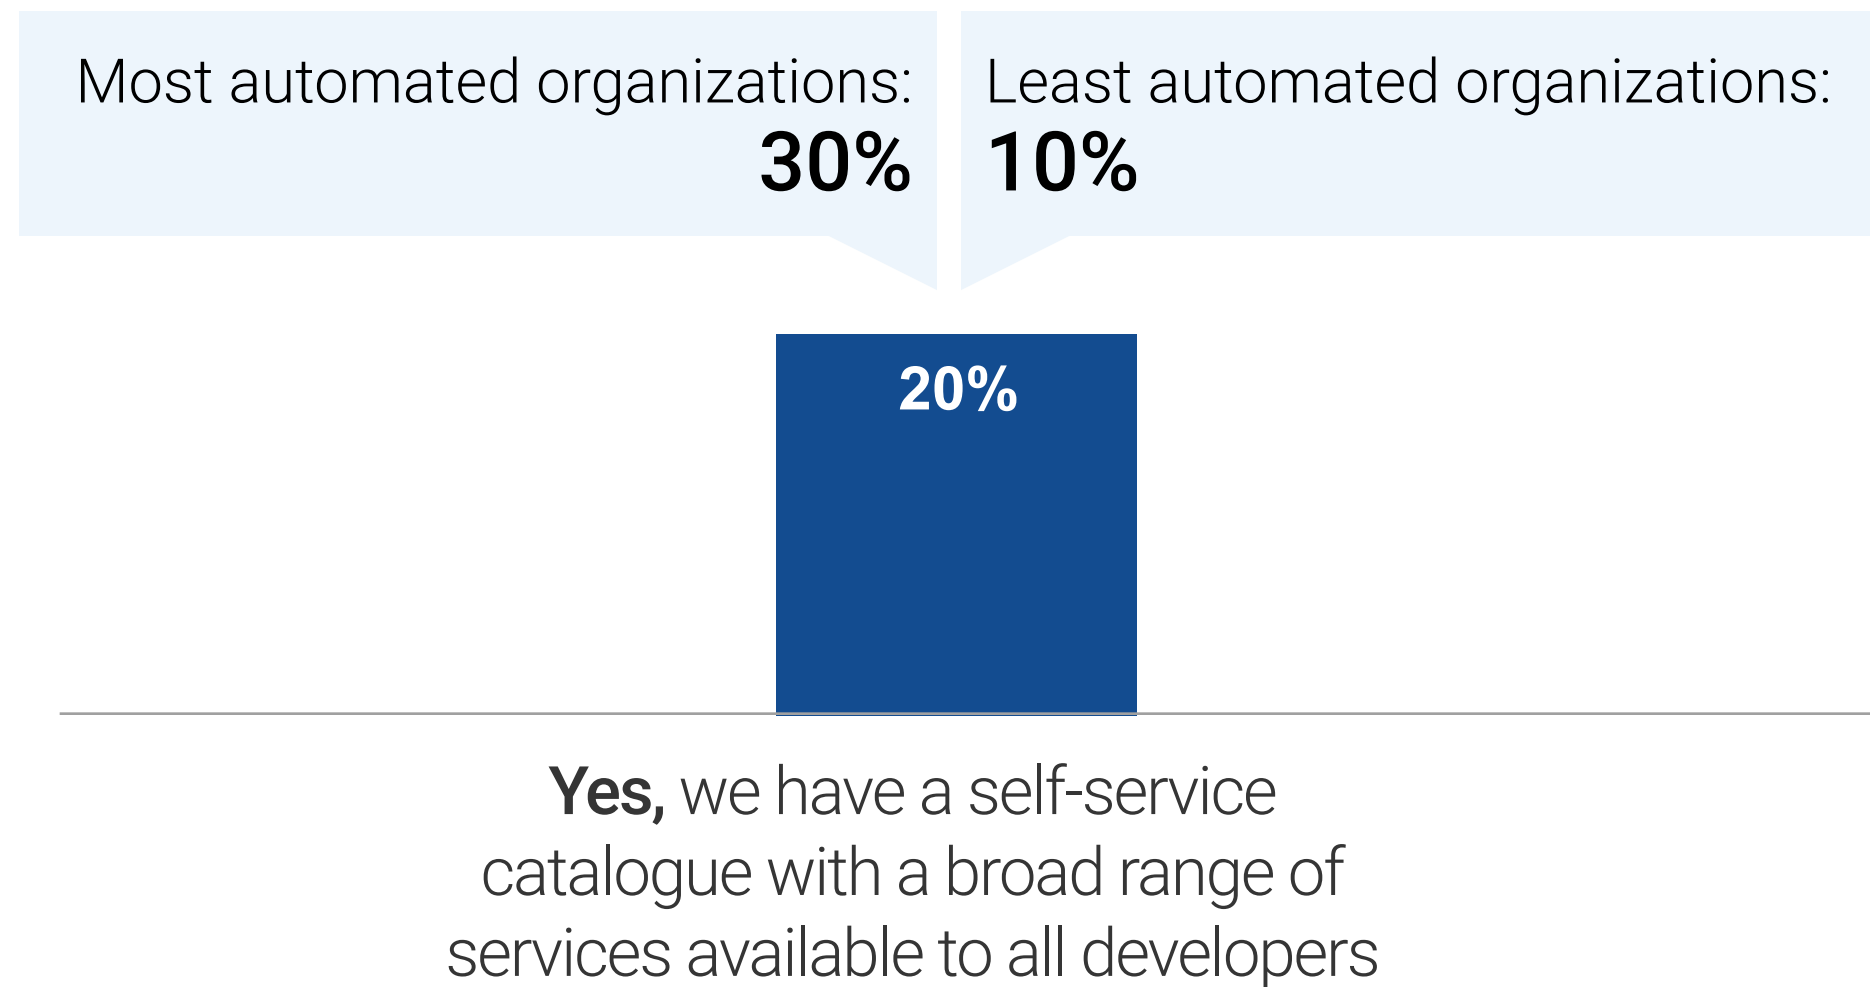 Most automated organizations:
30%
Least automated organizations:
10%
20%
Yes, we have a self-service
catalogue with a broad range of
services available to all developers